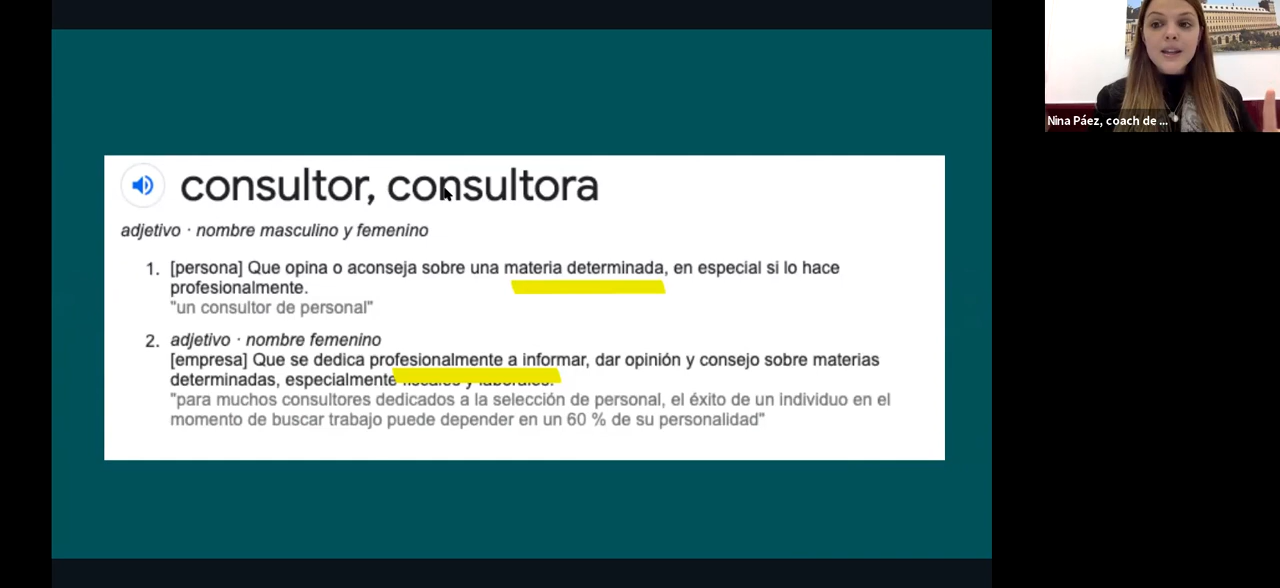 consultor, consultora
adjetivo · nombre masculino y femenino
1. [persona] Que opina o aconseja sobre una materia determinada, en especial si lo hace
profesionalmente.
"un consultor de personal"
2. adjetivo · nombre femenino
[empresa] Que se dedica profesionalmente a informar, dar opinión y consejo sobre materias
determinadas, especialmente fiscales y laborales.
"para muchos consultores dedicados a la selección de personal, el éxito de un individuo en el
momento de buscar trabajo puede depender en un 60 % de su personalidad"
Nina Páez, coach de ...